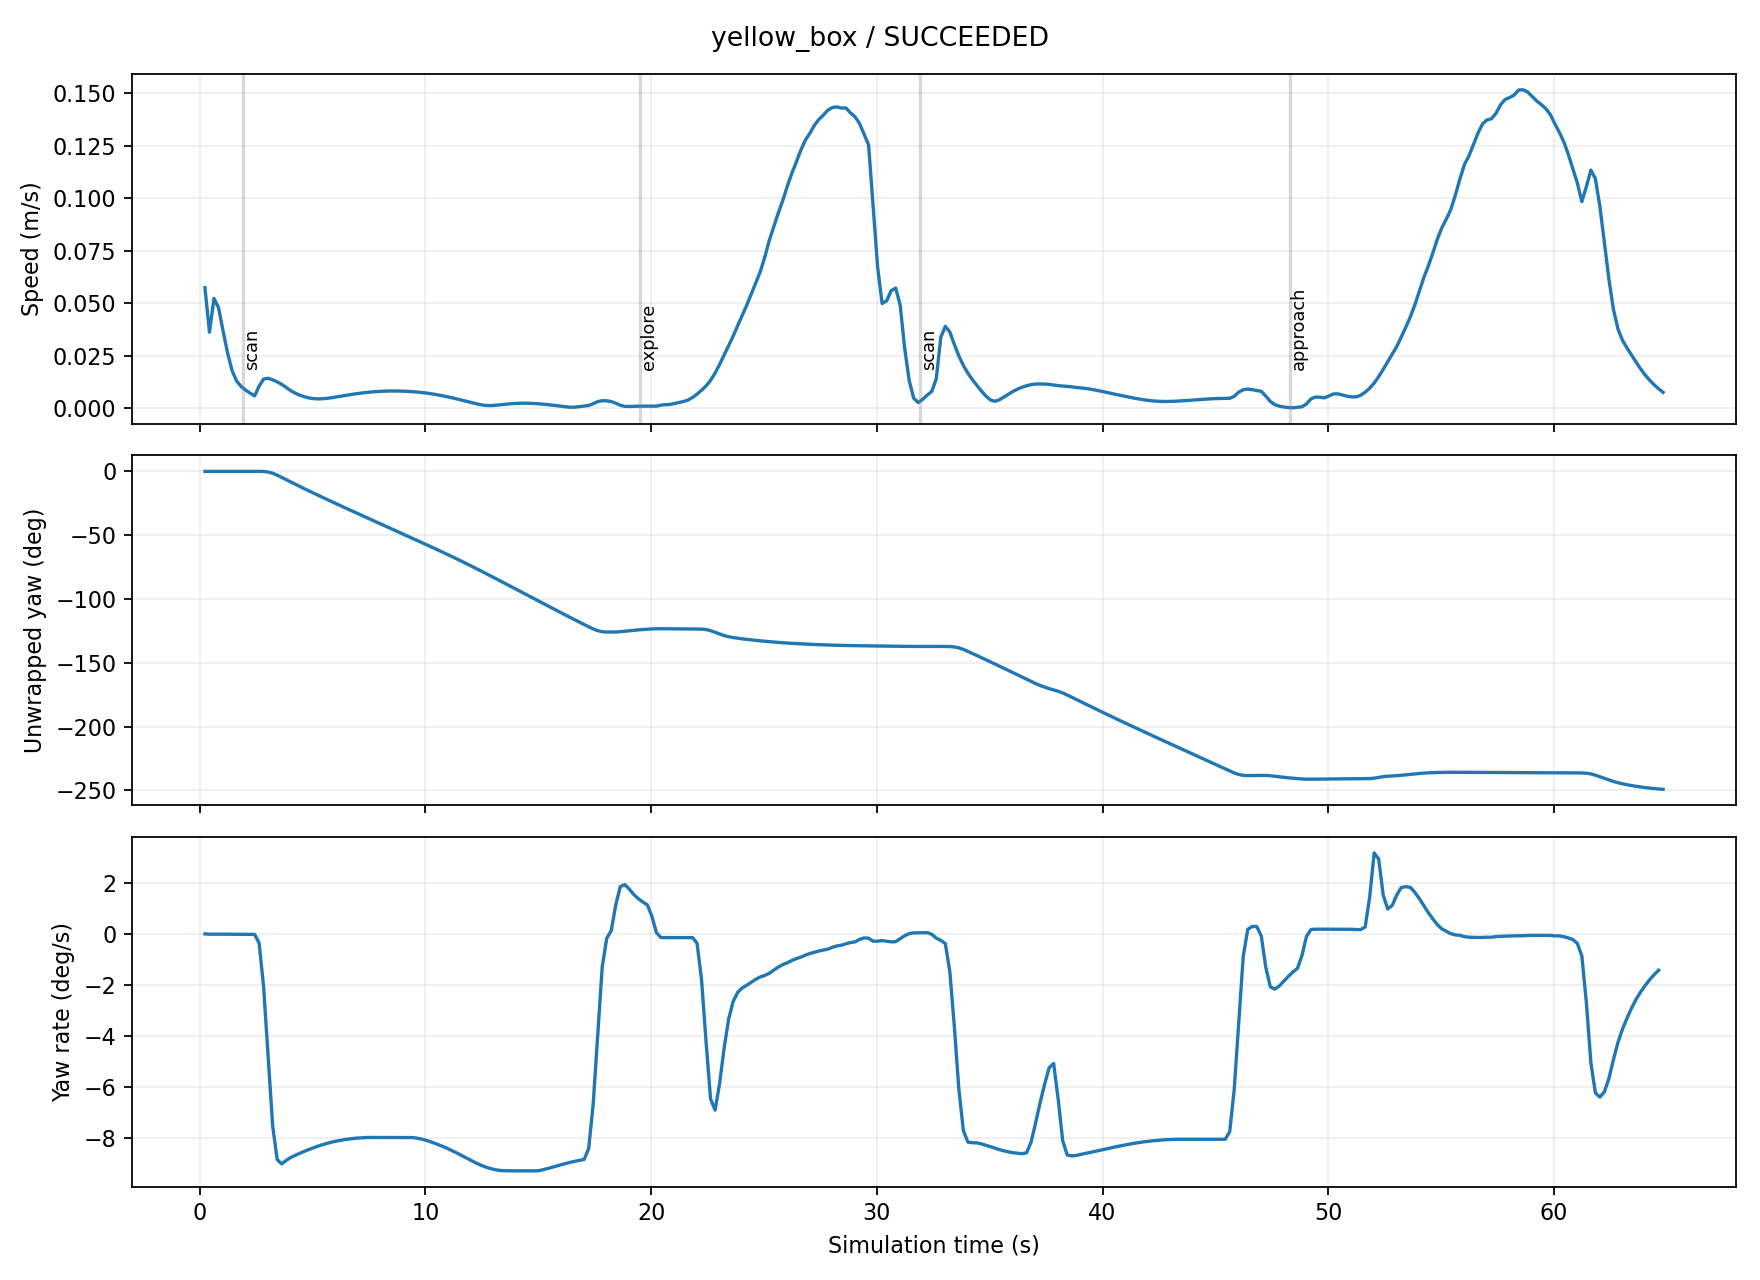 yellow_box / SUCCEEDED
Speed (m/s)
0.150
0.125
0.100
0.075
0.050
0.025
0.000
scan
explore
scan
approach
Unwrapped yaw (deg)
0
−50
−100
−150
−200
−250
Yaw rate (deg/s)
2
0
−2
−4
−6
−8
0 10 20 30 40 50 60
Simulation time (s)